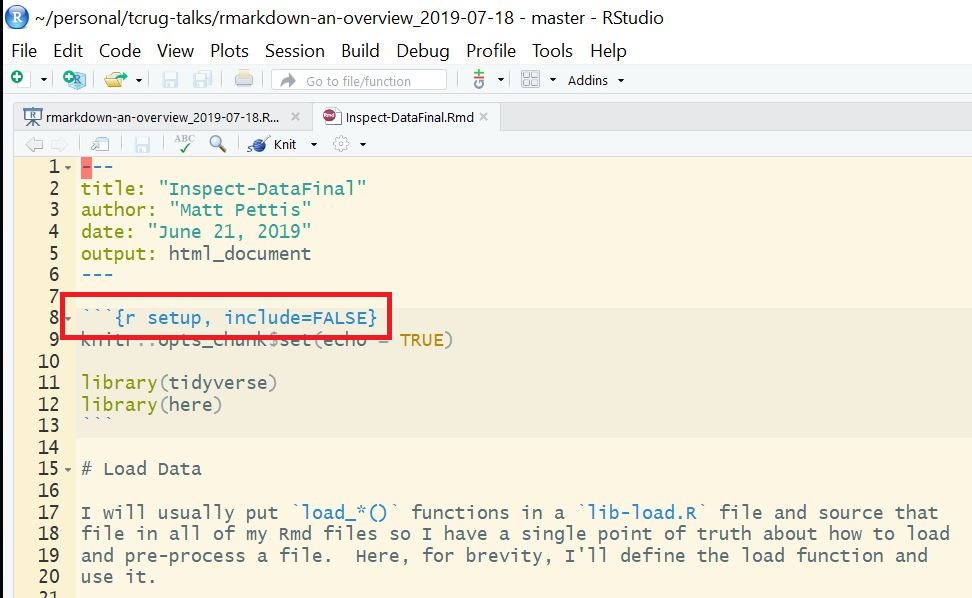 ~/personal/tcrug-talks/rmarkdown-an-overview_2019-07-18 - master - RStudio
File Edit Code View Plots Session Build Debug Profile Tools Help
Go to file/function Addins
rmarkdown-an-overview_2019-07-18.R... Inspect-DataFinal.Rmd
ABC Knit
1 ---
2 title: "Inspect-DataFinal"
3 author: "Matt Pettis"
4 date: "June 21, 2019"
5 output: html_document
6 ---
7
8 ```{r setup, include=FALSE}
9 knitr::opts_chunk$set(echo = TRUE)
10
11 library(tidyverse)
12 library(here)
13 ```
14
15 # Load Data
16
17 I will usually put `load_*()` functions in a `lib-load.R` file and source that
18 file in all of my Rmd files so I have a single point of truth about how to load
19 and pre-process a file.  Here, for brevity, I'll define the load function and
20 use it.
21